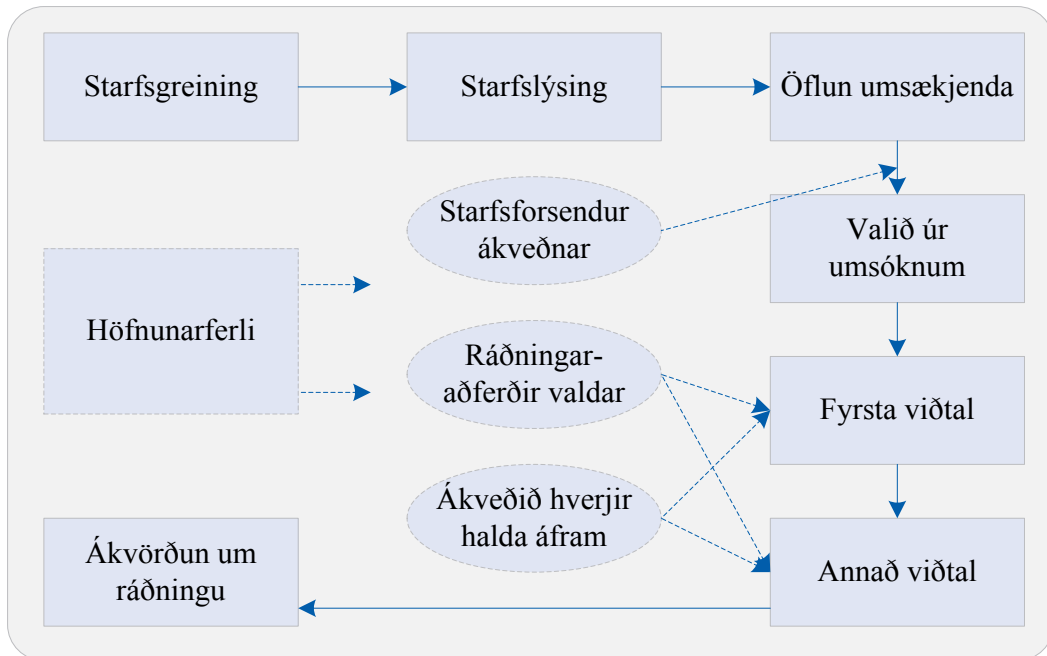 Starfsgreining
Starfslýsing
Öflun umsækjenda
Starfsforsendur
ákveðnar
Valið úr
umsóknum
Höfnunarferli
Ráðningar-
aðferðir valdar
Fyrsta viðtal
Ákveðið hverjir
halda áfram
Ákvörðun um
ráðningu
Annað viðtal